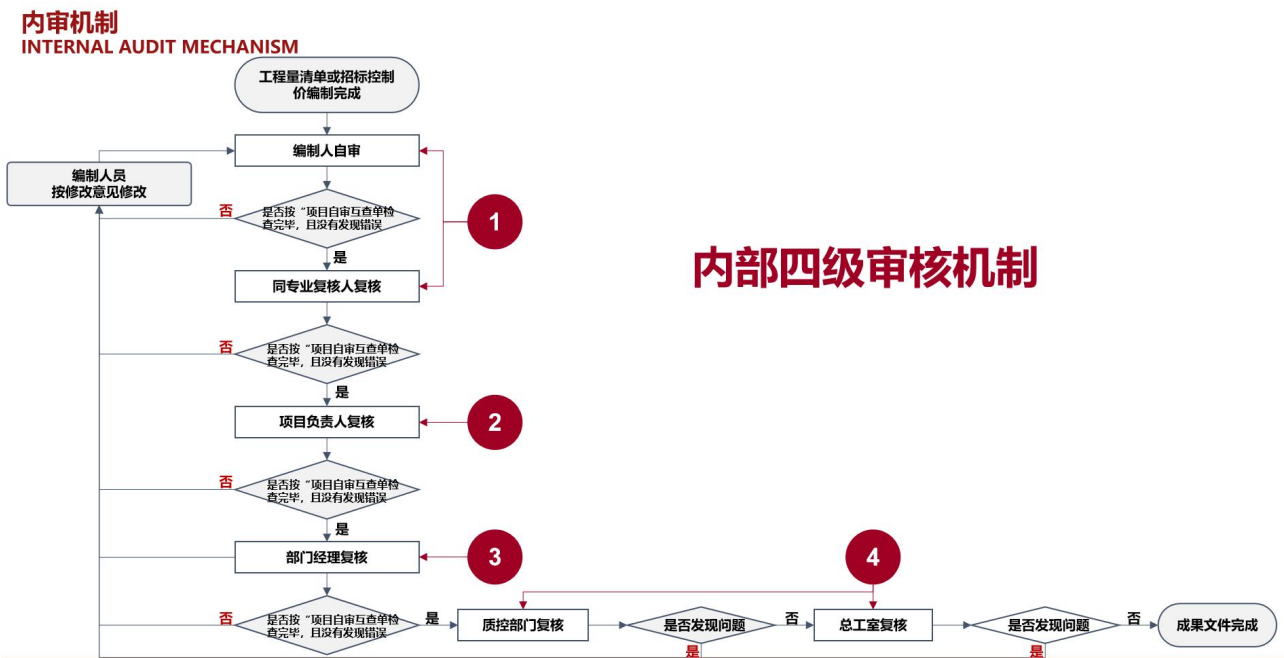 内审机制
INTERNAL AUDIT MECHANISM
工程量清单或招标控制
价编制完成
编制人自审
编制人员
按修改意见修改
否
是否按“项目自审互查单检
查完毕，且没有发现错误
1
是
同专业复核人复核
内部四级审核机制
否
是否按“项目自审互查单检
查完毕，且没有发现错误
是
项目负责人复核
2
否
是否按“项目自审互查单检
查完毕，且没有发现错误
是
部门经理复核
3
4
否
是否按“项目自审互查单检
查完毕，且没有发现错误
是
质控部门复核
是否发现问题
否
总工室复核
是否发现问题
否
成果文件完成
是
是